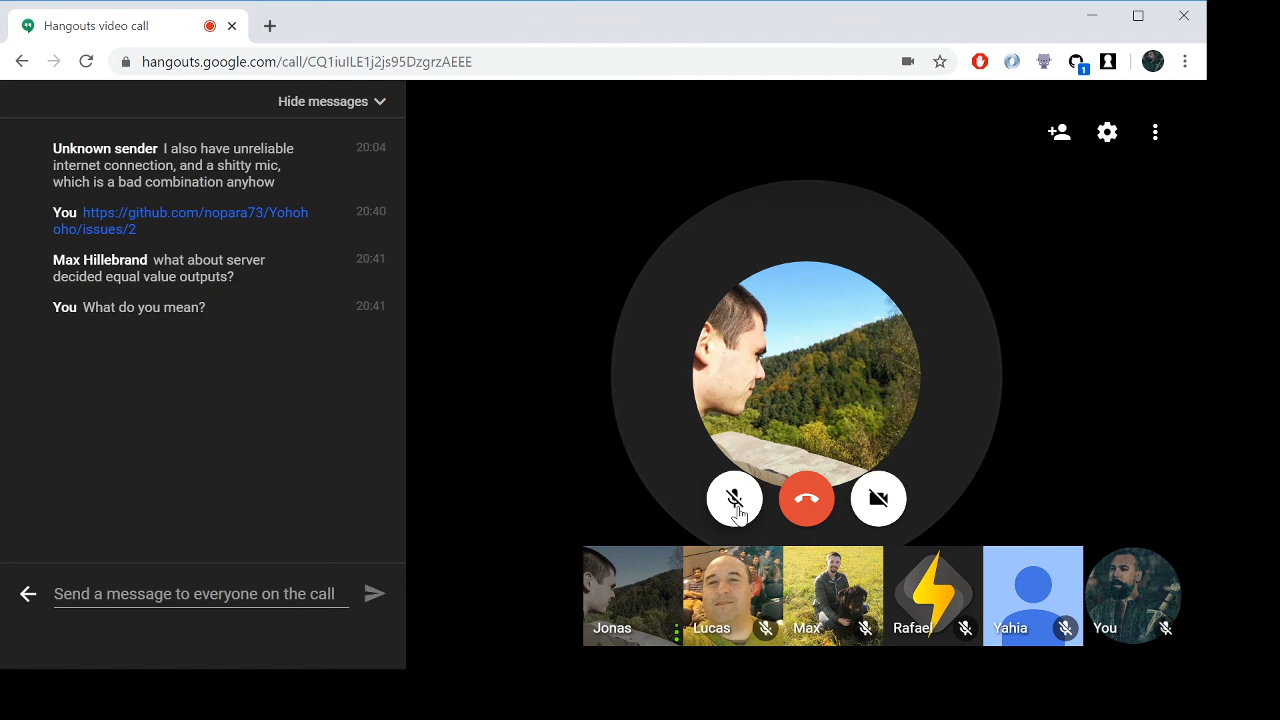 Hangouts video call
hangouts.google.com/call/CQ1iulLE1j2js95DzgrzAEEE
1
Hide messages
Unknown sender I also have unreliable 20:04
internet connection, and a shitty mic,
which is a bad combination anyhow
You https://github.com/nopara73/Yohoh 20:40
oho/issues/2
Max Hillebrand what about server 20:41
decided equal value outputs?
You What do you mean? 20:41
Send a message to everyone on the call
Jonas
Lucas
Max
Rafael
Yahia
You